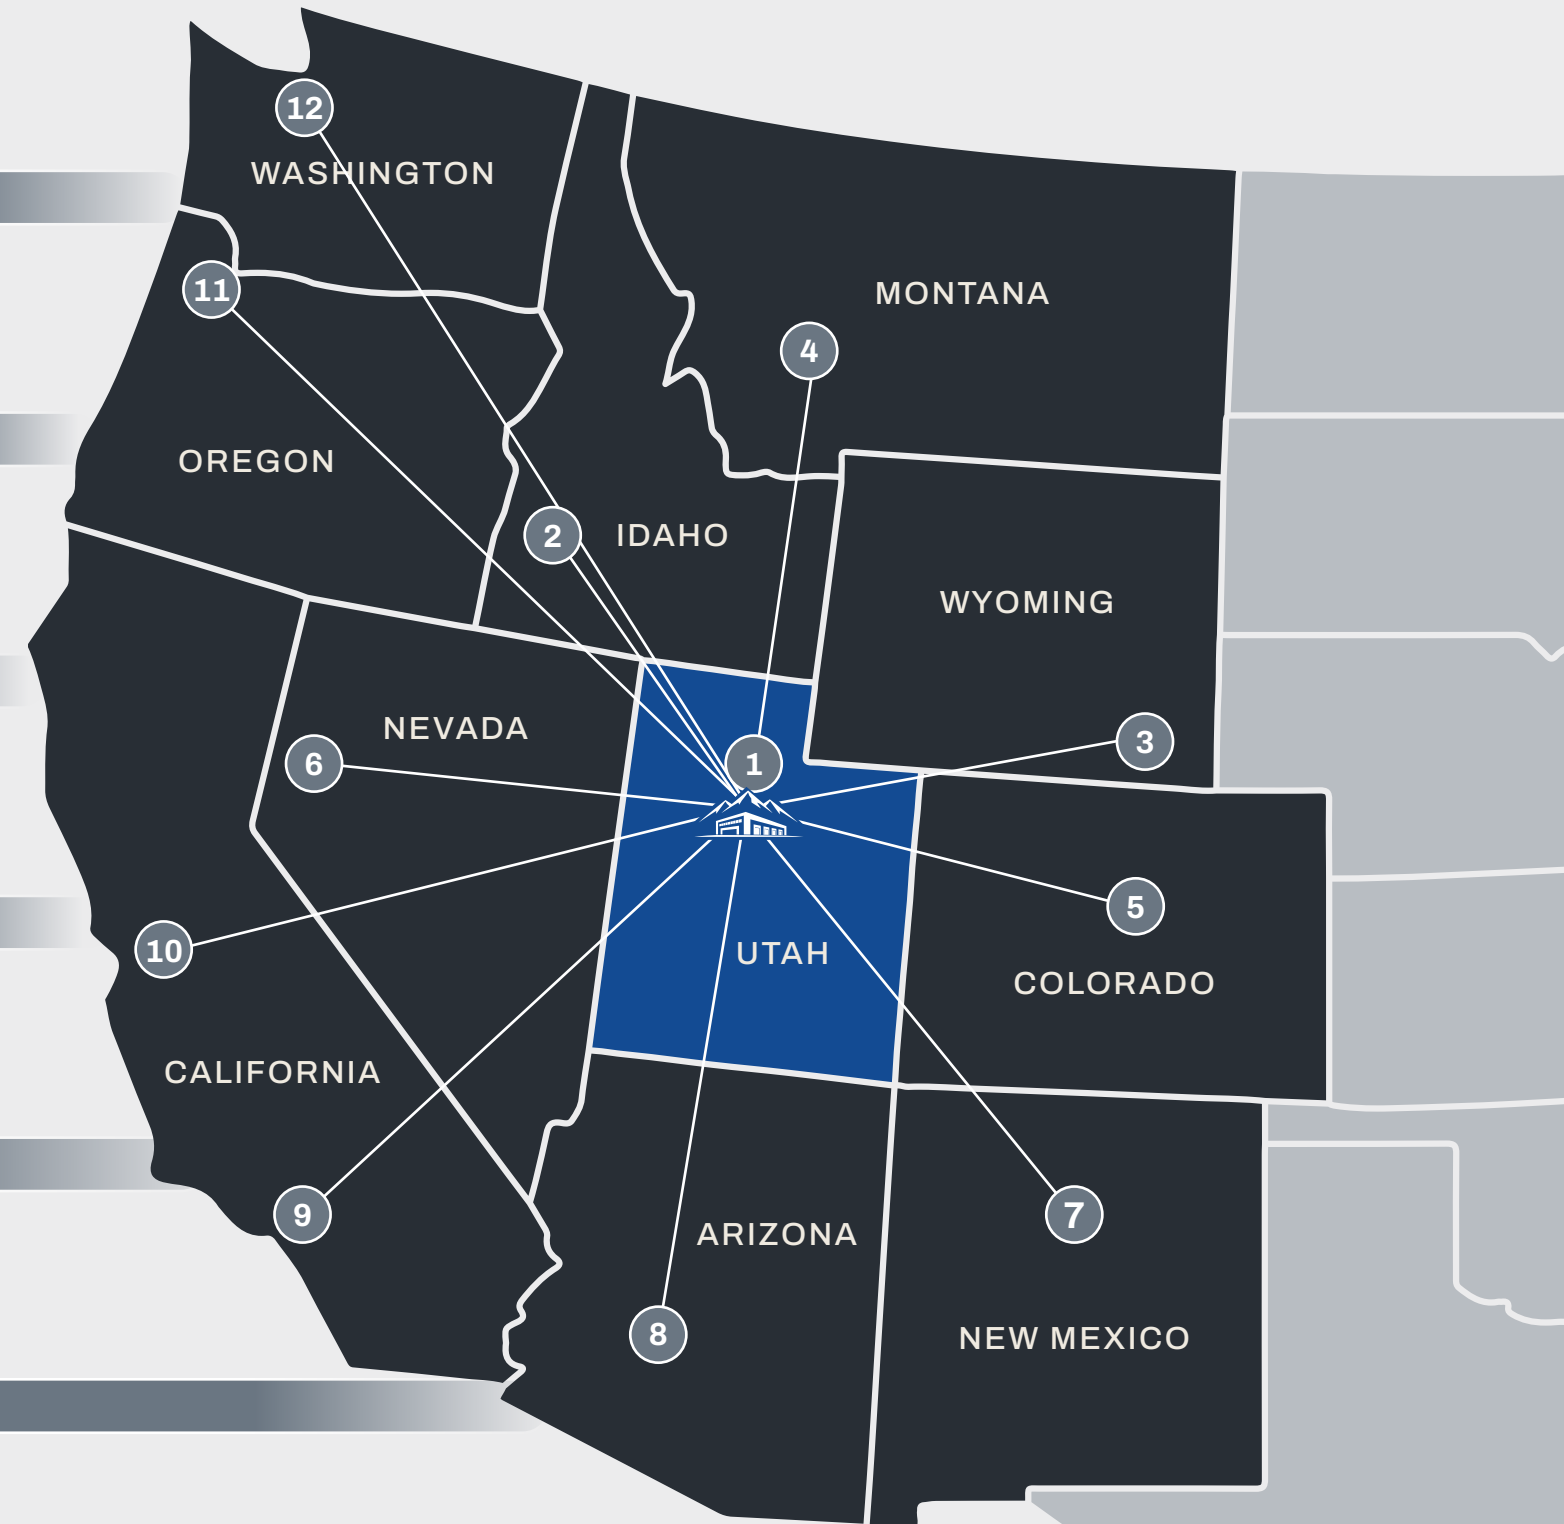 12
WASHINGTON
11
MONTANA
4
OREGON
2
IDAHO
WYOMING
NEVADA
3
6
1
5
10
UTAH
COLORADO
CALIFORNIA
9
7
ARIZONA
8
NEW MEXICO